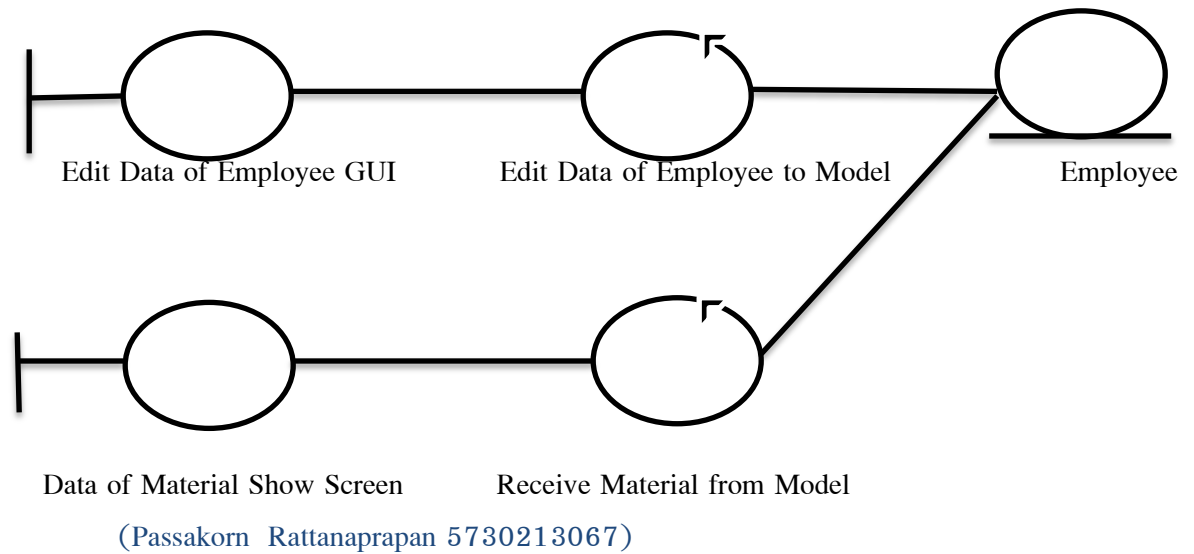 Edit Data of Employee GUI
Edit Data of Employee to Model
Employee
Data of Material Show Screen
Receive Material from Model
(Passakorn Rattanaprapan 5730213067)